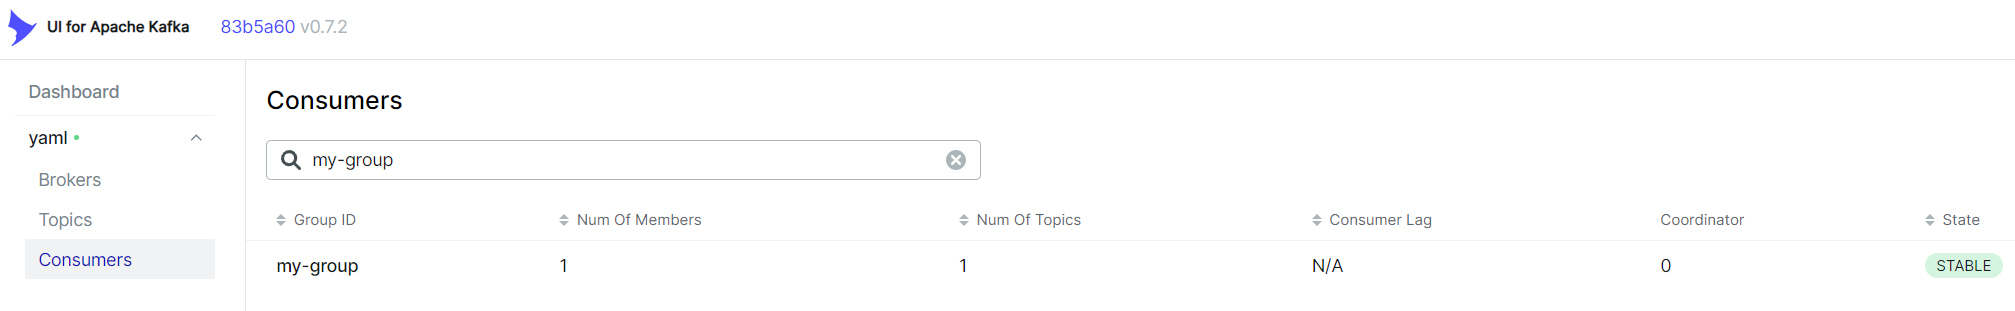 UI for Apache Kafka 83b5a60 v0.7.2
Dashboard
yaml
Brokers
Topics
Consumers
Consumers
my-group
Group ID Num Of Members Num Of Topics Consumer Lag Coordinator State
my-group 1 1 N/A 0 STABLE